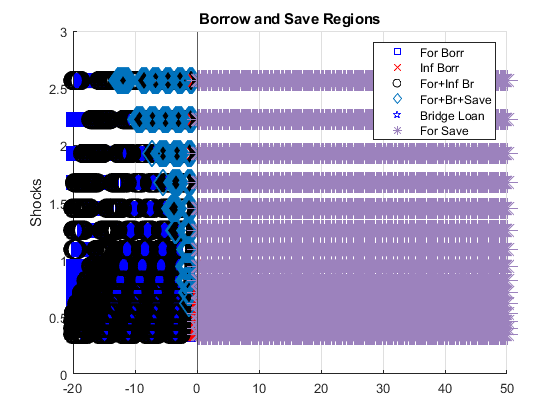 Borrow and Save Regions
3
2.5
2
1.5
1
0.5
0
Shocks
For Borr
Inf Borr
For+Inf Br
For+Br+Save
Bridge Loan
For Save
-20
-10
0
10
20
30
40
50